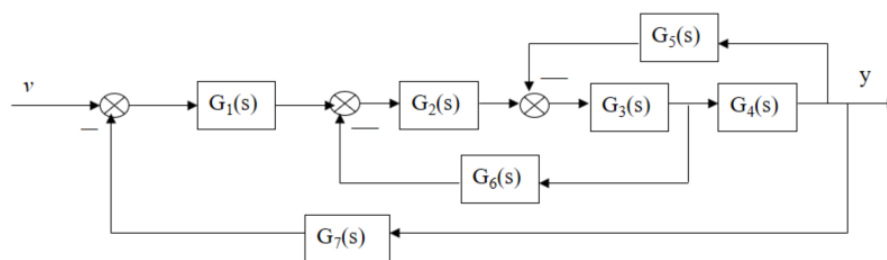 G₅(s)
v
G₁(s)
G₂(s)
G₃(s)
G₄(s)
y
G₆(s)
G₇(s)